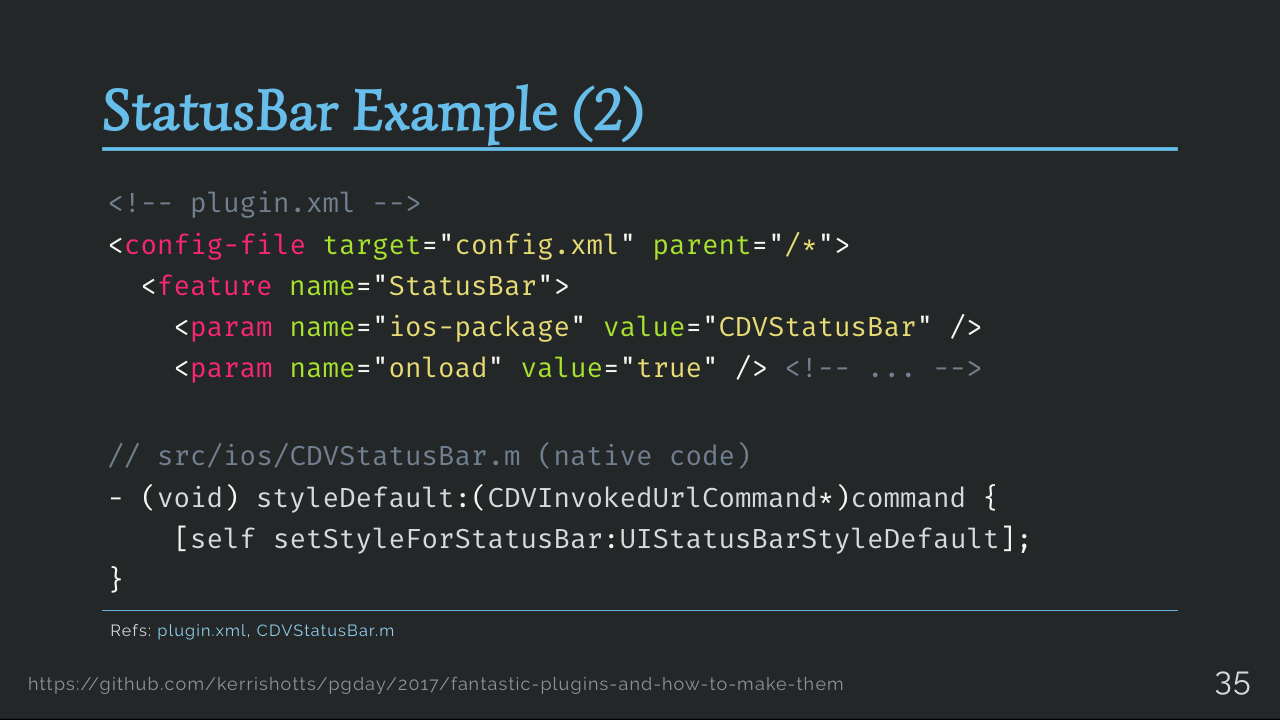 StatusBar Example (2)
<!-- plugin.xml -->
<config-file target="config.xml" parent="/*">
  <feature name="StatusBar">
    <param name="ios-package" value="CDVStatusBar" />
    <param name="onload" value="true" /> <!-- ... -->
// src/ios/CDVStatusBar.m (native code)
- (void) styleDefault:(CDVInvokedUrlCommand*)command {
    [self setStyleForStatusBar:UIStatusBarStyleDefault];
}
Refs: plugin.xml, CDVStatusBar.m
https://github.com/kerrishotts/pgday/2017/fantastic-plugins-and-how-to-make-them
35